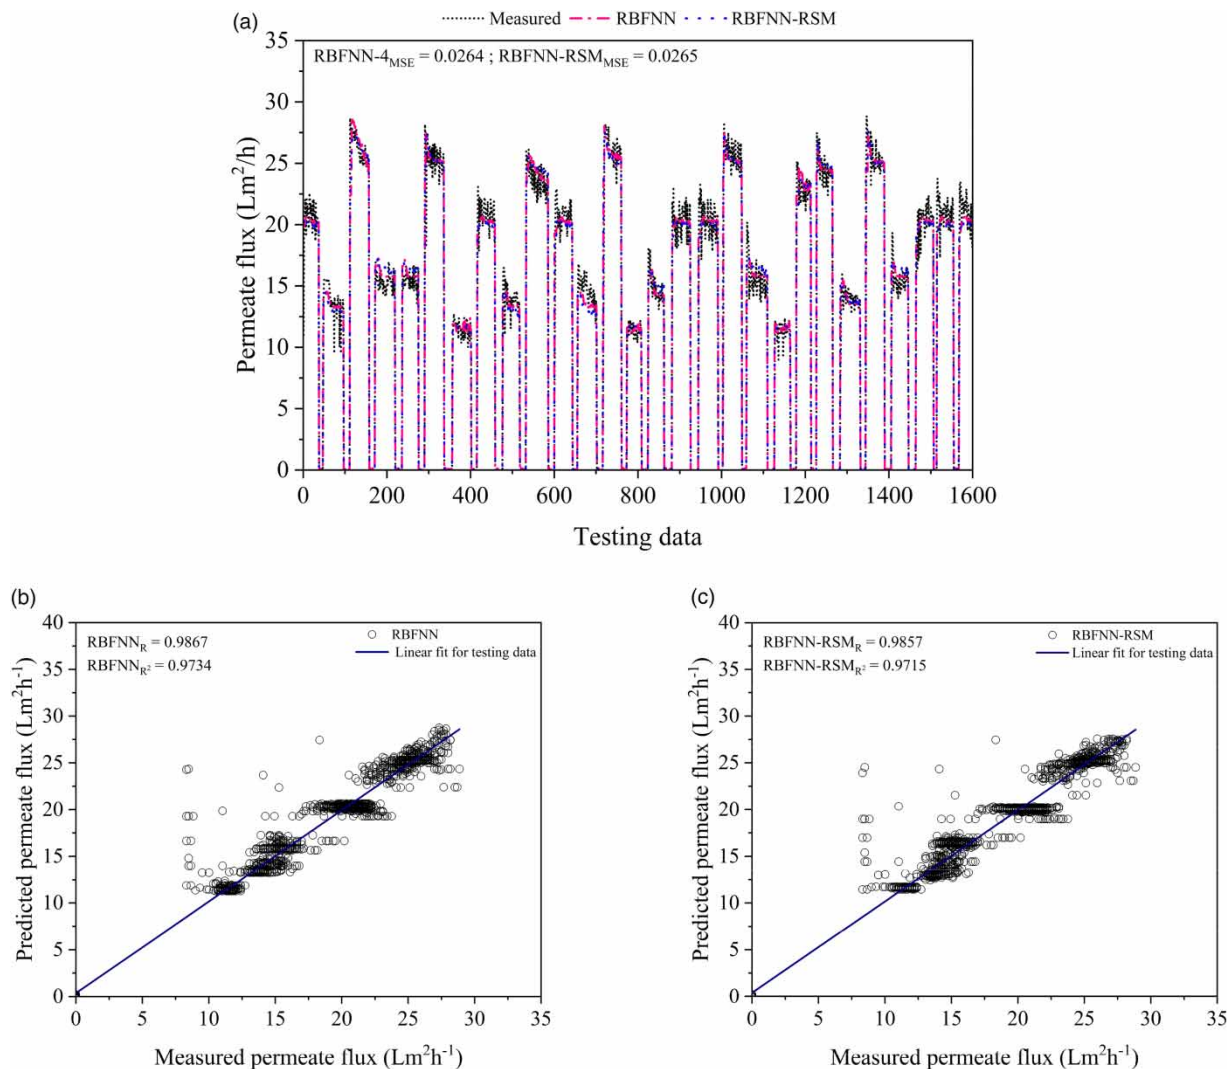 (a)
Measured RBFNN RBFNN-RSM
RBFNN-4MSE = 0.0264 ; RBFNN-RSMMSE = 0.0265
Permeate flux (Lm²/h)
35
30
25
20
15
10
5
0
0 200 400 600 800 1000 1200 1400 1600
Testing data
(b)
RBFNNR = 0.9867
RBFNNR² = 0.9734
RBFNN
Linear fit for testing data
Predicted permeate flux (Lm²h⁻¹)
40
35
30
25
20
15
10
5
0
0 5 10 15 20 25 30 35
Measured permeate flux (Lm²h⁻¹)
(c)
RBFNN-RSMR = 0.9857
RBFNN-RSMR² = 0.9715
RBFNN-RSM
Linear fit for testing data
Predicted permeate flux (Lm²h⁻¹)
40
35
30
25
20
15
10
5
0
0 5 10 15 20 25 30 35
Measured permeate flux (Lm²h⁻¹)